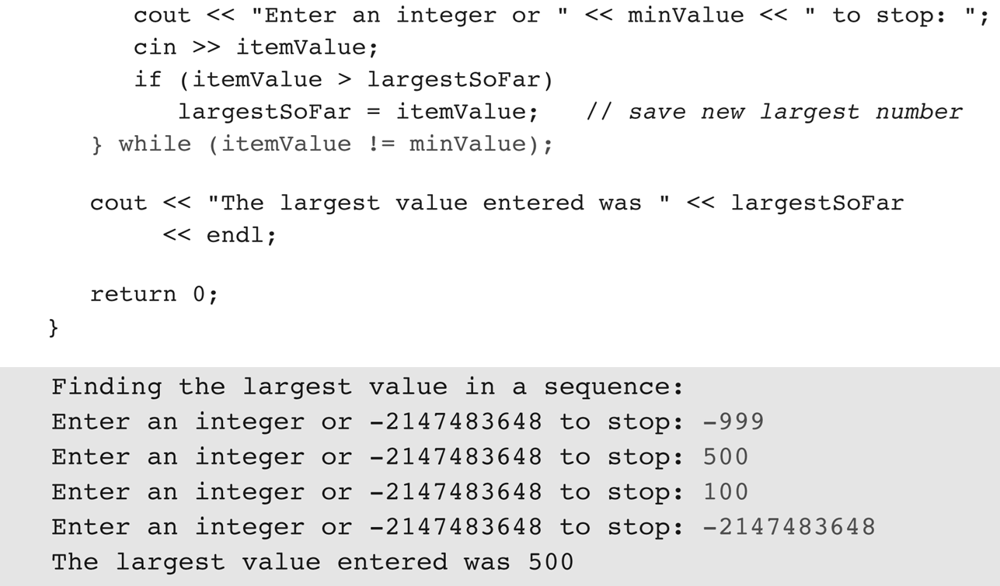 cout << "Enter an integer or " << minValue << " to stop: ";
cin >> itemValue;
if (itemValue > largestSoFar)
largestSoFar = itemValue;   // save new largest number
} while (itemValue != minValue);
cout << "The largest value entered was " << largestSoFar
<< endl;
return 0;
}
Finding the largest value in a sequence:
Enter an integer or -2147483648 to stop: -999
Enter an integer or -2147483648 to stop: 500
Enter an integer or -2147483648 to stop: 100
Enter an integer or -2147483648 to stop: -2147483648
The largest value entered was 500